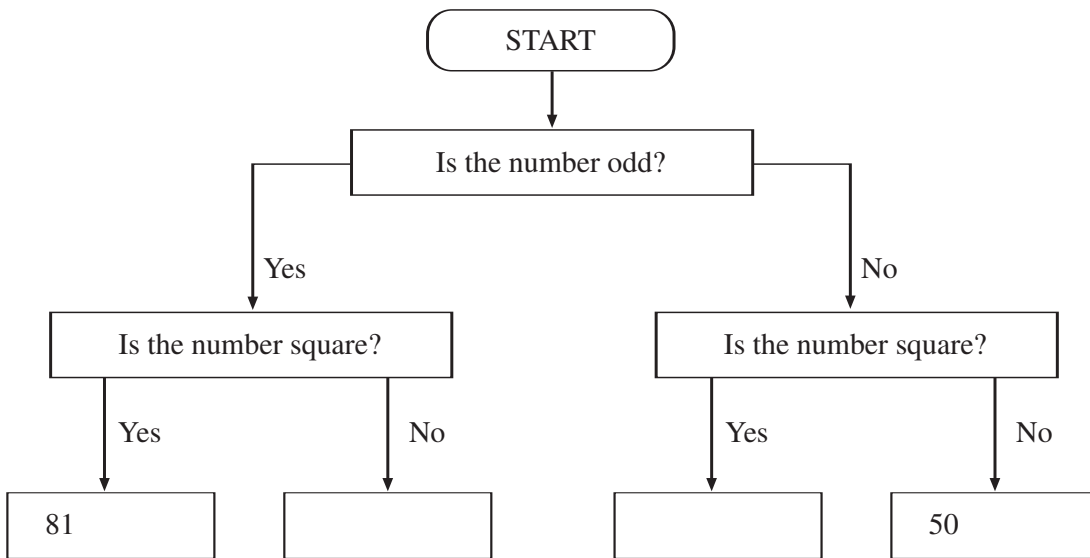 START
Is the number odd?
Yes
No
Is the number square?
Is the number square?
Yes
No
Yes
No
81
50